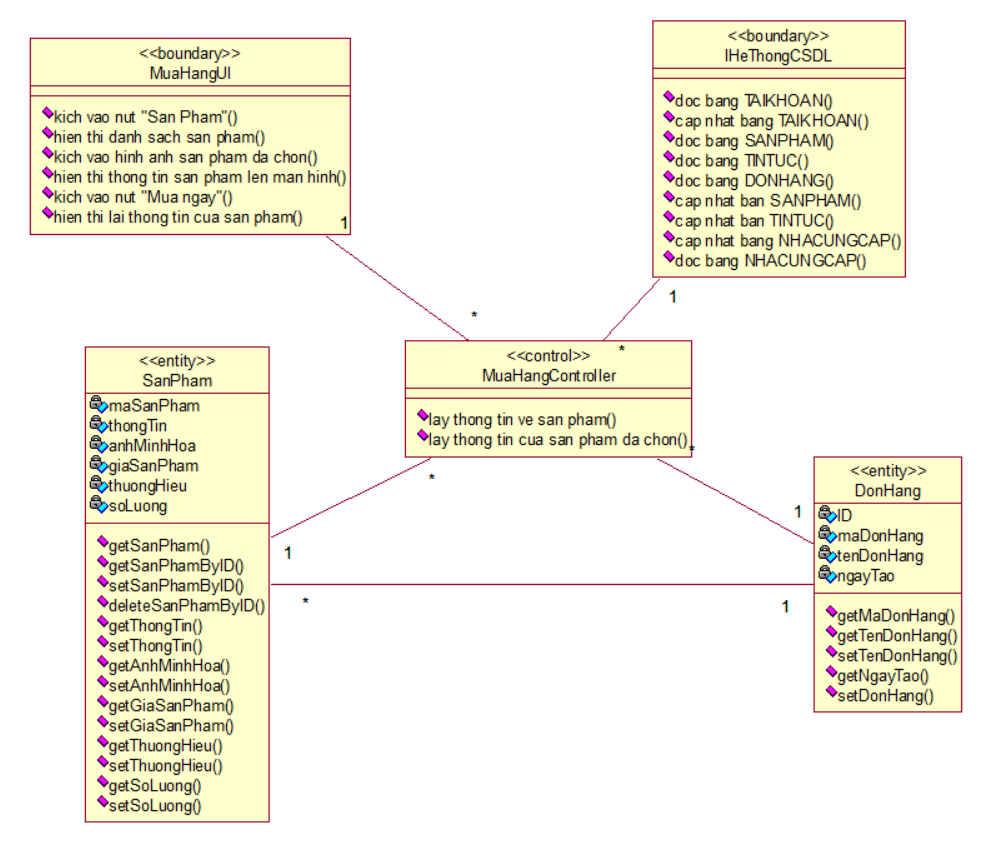 <<boundary>>
MuaHangUI
kich vao nut "San Pham"()
hien thi danh sach san pham()
kich vao hinh anh san pham da chon()
hien thi thong tin san pham len man hinh()
kich vao nut "Mua ngay"()
hien thi lai thong tin cua san pham()
1
*
<<boundary>>
IHeThongCSDL
doc bang TAIKHOAN()
cap nhat bang TAIKHOAN()
doc bang SANPHAM()
doc bang TINTUC()
doc bang DONHANG()
cap nhat ban SANPHAM()
cap nhat ban TINTUC()
cap nhat bang NHACUNGCAP()
doc bang NHACUNGCAP()
1
*
<<control>>
MuaHangController
lay thong tin ve san pham()
lay thong tin cua san pham da chon()
*
*
<<entity>>
SanPham
maSanPham
thongTin
anhMinhHoa
giaSanPham
thuongHieu
soLuong
getSanPham()
getSanPhamByID()
setSanPhamByID()
deleteSanPhamByID()
getThongTin()
setThongTin()
getAnhMinhHoa()
setAnhMinhHoa()
getGiaSanPham()
setGiaSanPham()
getThuongHieu()
setThuongHieu()
getSoLuong()
setSoLuong()
1
*
1
1
<<entity>>
DonHang
ID
maDonHang
tenDonHang
ngayTao
getMaDonHang()
getTenDonHang()
setTenDonHang()
getNgayTao()
setDonHang()